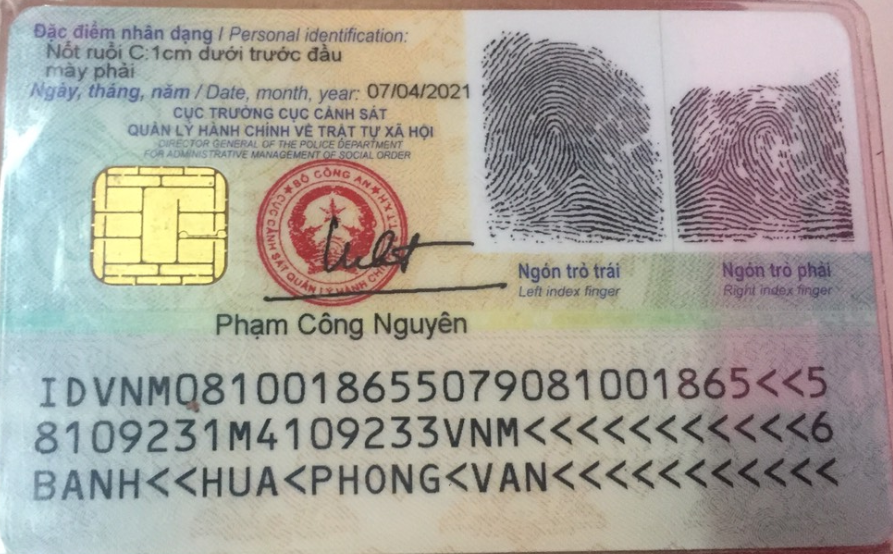 Đặc điểm nhân dạng / Personal identification:
Nốt ruồi C:1cm dưới trước đầu
mày phải
Ngày, tháng, năm / Date, month, year: 07/04/2021
CỤC TRƯỞNG CỤC CẢNH SÁT
QUẢN LÝ HÀNH CHÍNH VỀ TRẬT TỰ XÃ HỘI
DIRECTOR GENERAL OF THE POLICE DEPARTMENT
FOR ADMINISTRATIVE MANAGEMENT OF SOCIAL ORDER
BỘ CÔNG AN
CỤC CẢNH SÁT QUẢN LÝ HÀNH CHÍNH
Ngón trỏ trái
Left index finger
Ngón trỏ phải
Right index finger
Phạm Công Nguyên
IDVNM0810018655079081001865<<5
8109231M4109233VNM<<<<<<<<<<<6
BANH<<HUA<PHONG<VAN<<<<<<<<<<<